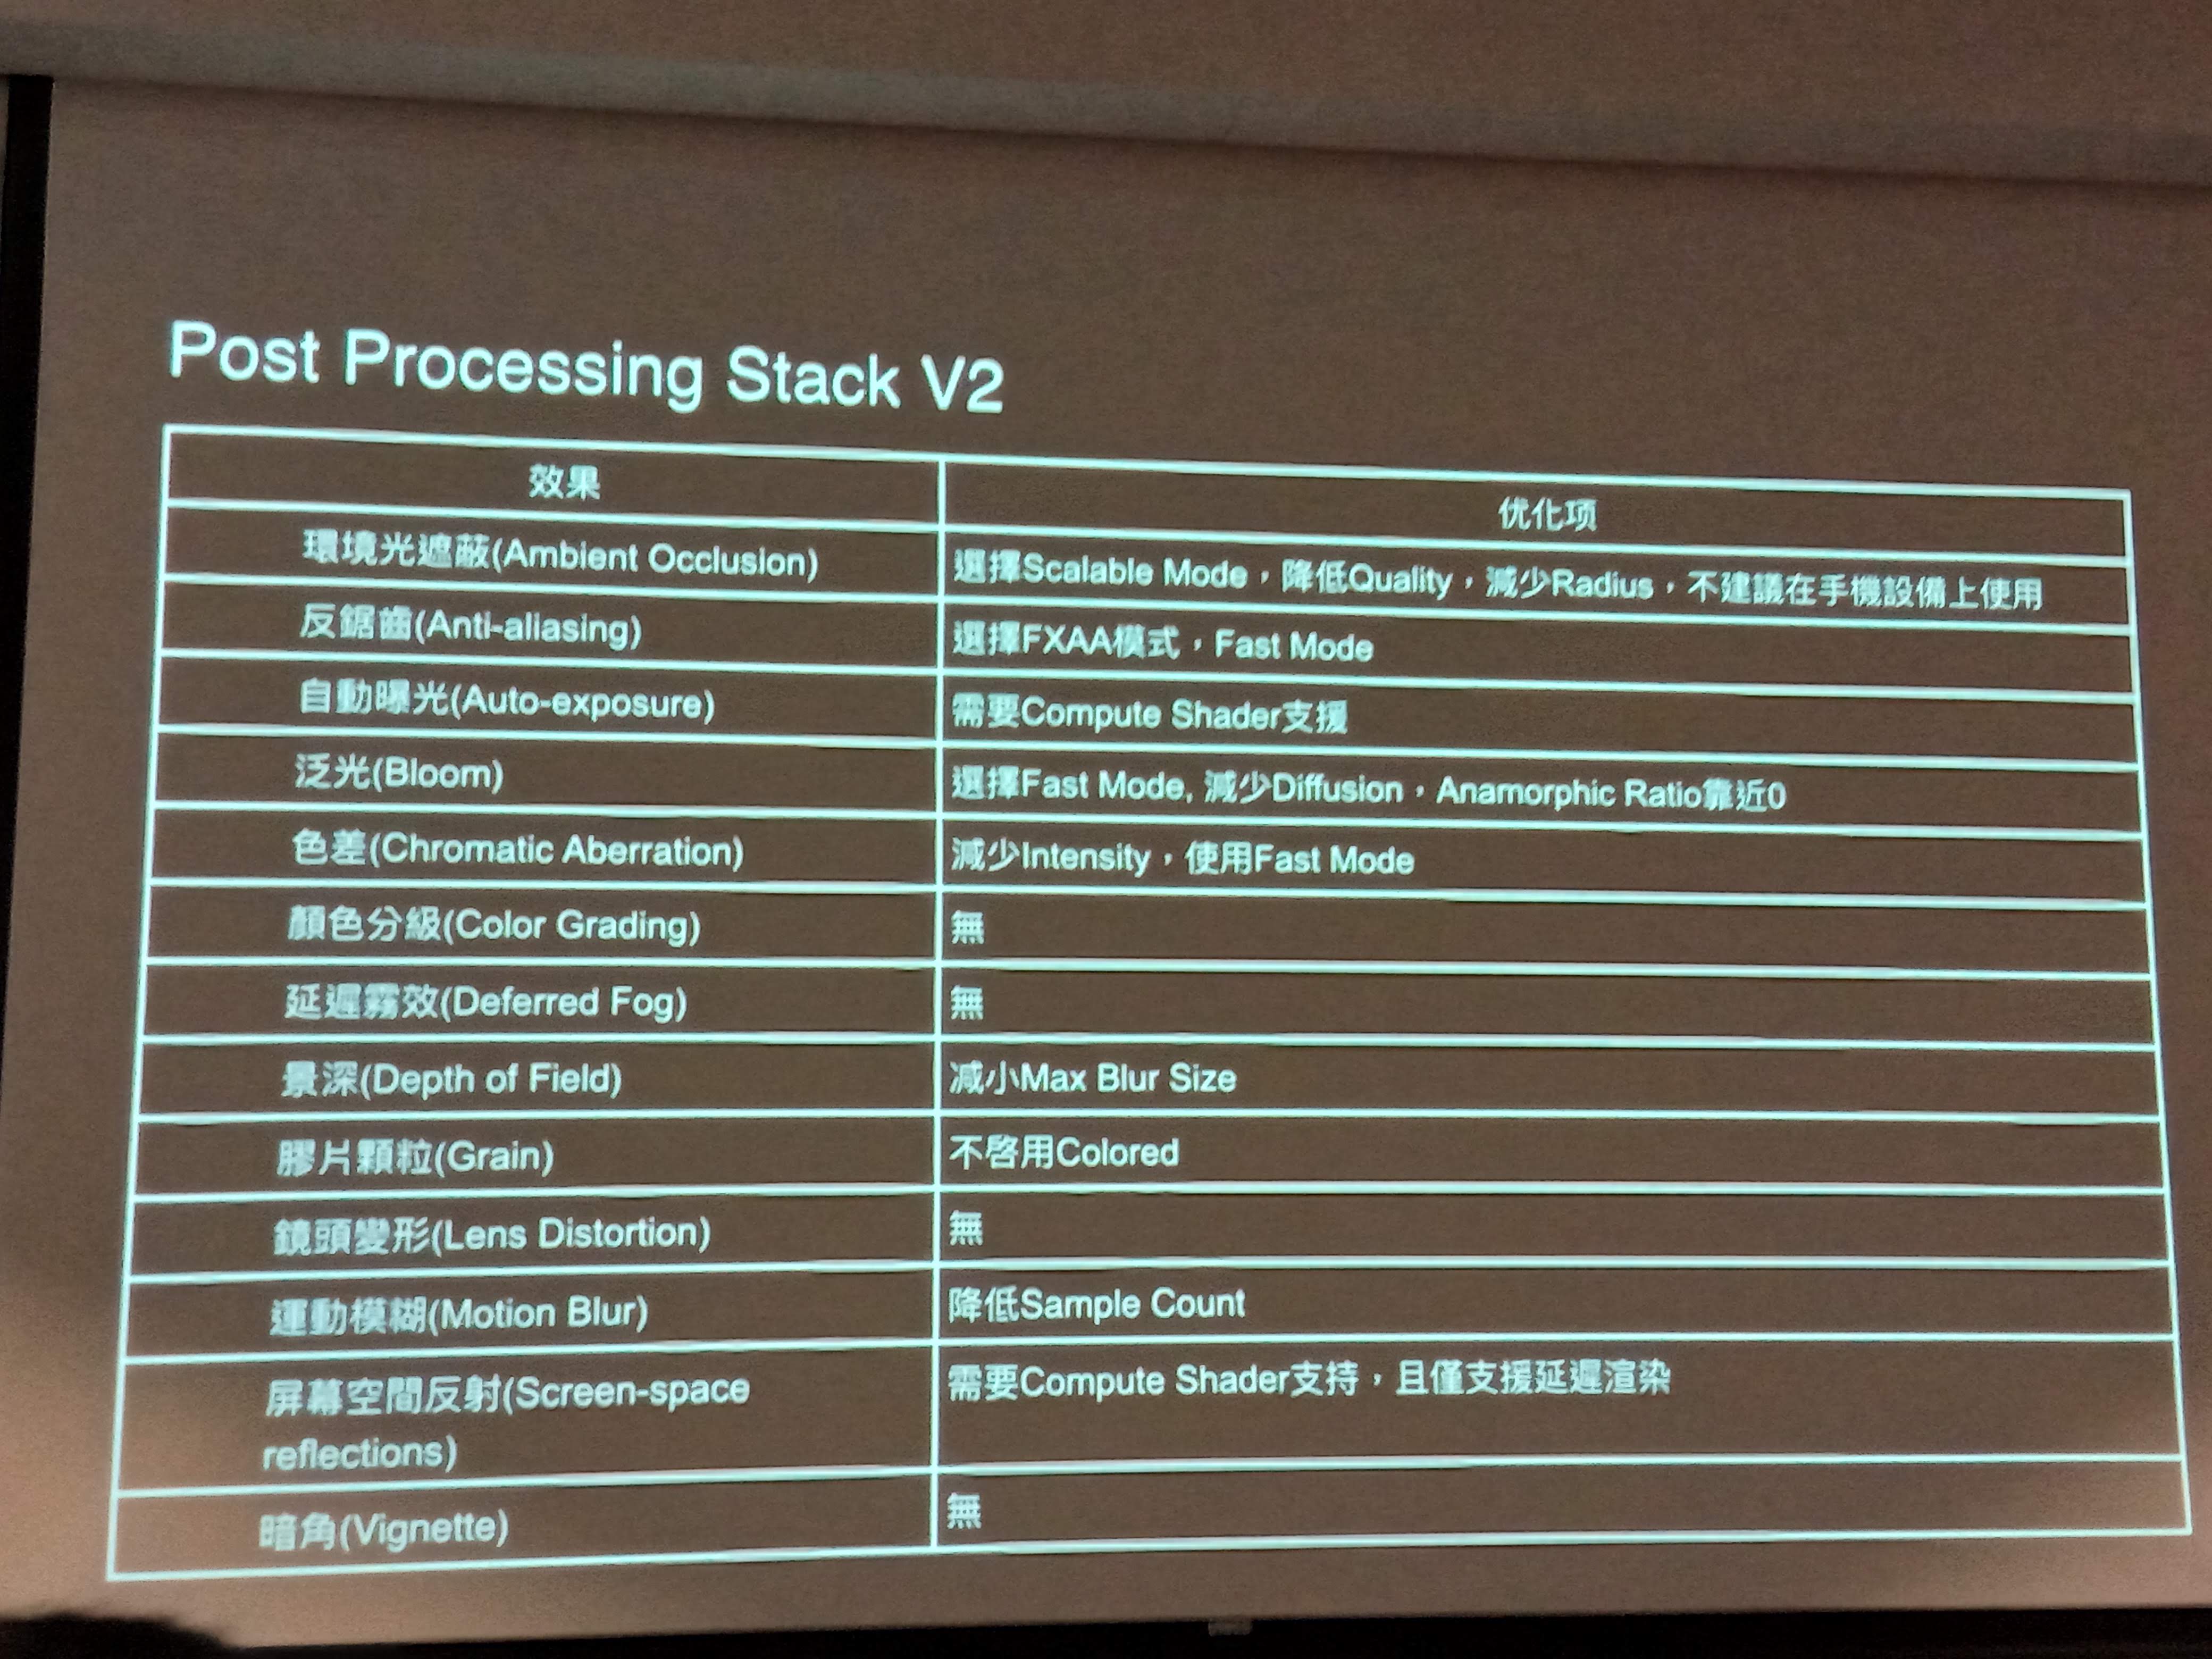 Post Processing Stack V2
效果
优化项
環境光遮蔽(Ambient Occlusion)
選擇Scalable Mode，降低Quality，減少Radius，不建議在手機設備上使用
反鋸齒(Anti-aliasing)
選擇FXAA模式，Fast Mode
自動曝光(Auto-exposure)
需要Compute Shader支援
泛光(Bloom)
選擇Fast Mode, 減少Diffusion，Anamorphic Ratio靠近0
色差(Chromatic Aberration)
減少Intensity，使用Fast Mode
顏色分級(Color Grading)
無
延遲霧效(Deferred Fog)
無
景深(Depth of Field)
减小Max Blur Size
膠片顆粒(Grain)
不啓用Colored
鏡頭變形(Lens Distortion)
無
運動模糊(Motion Blur)
降低Sample Count
屏幕空間反射(Screen-space
reflections)
需要Compute Shader支持，且僅支援延遲渲染
暗角(Vignette)
無